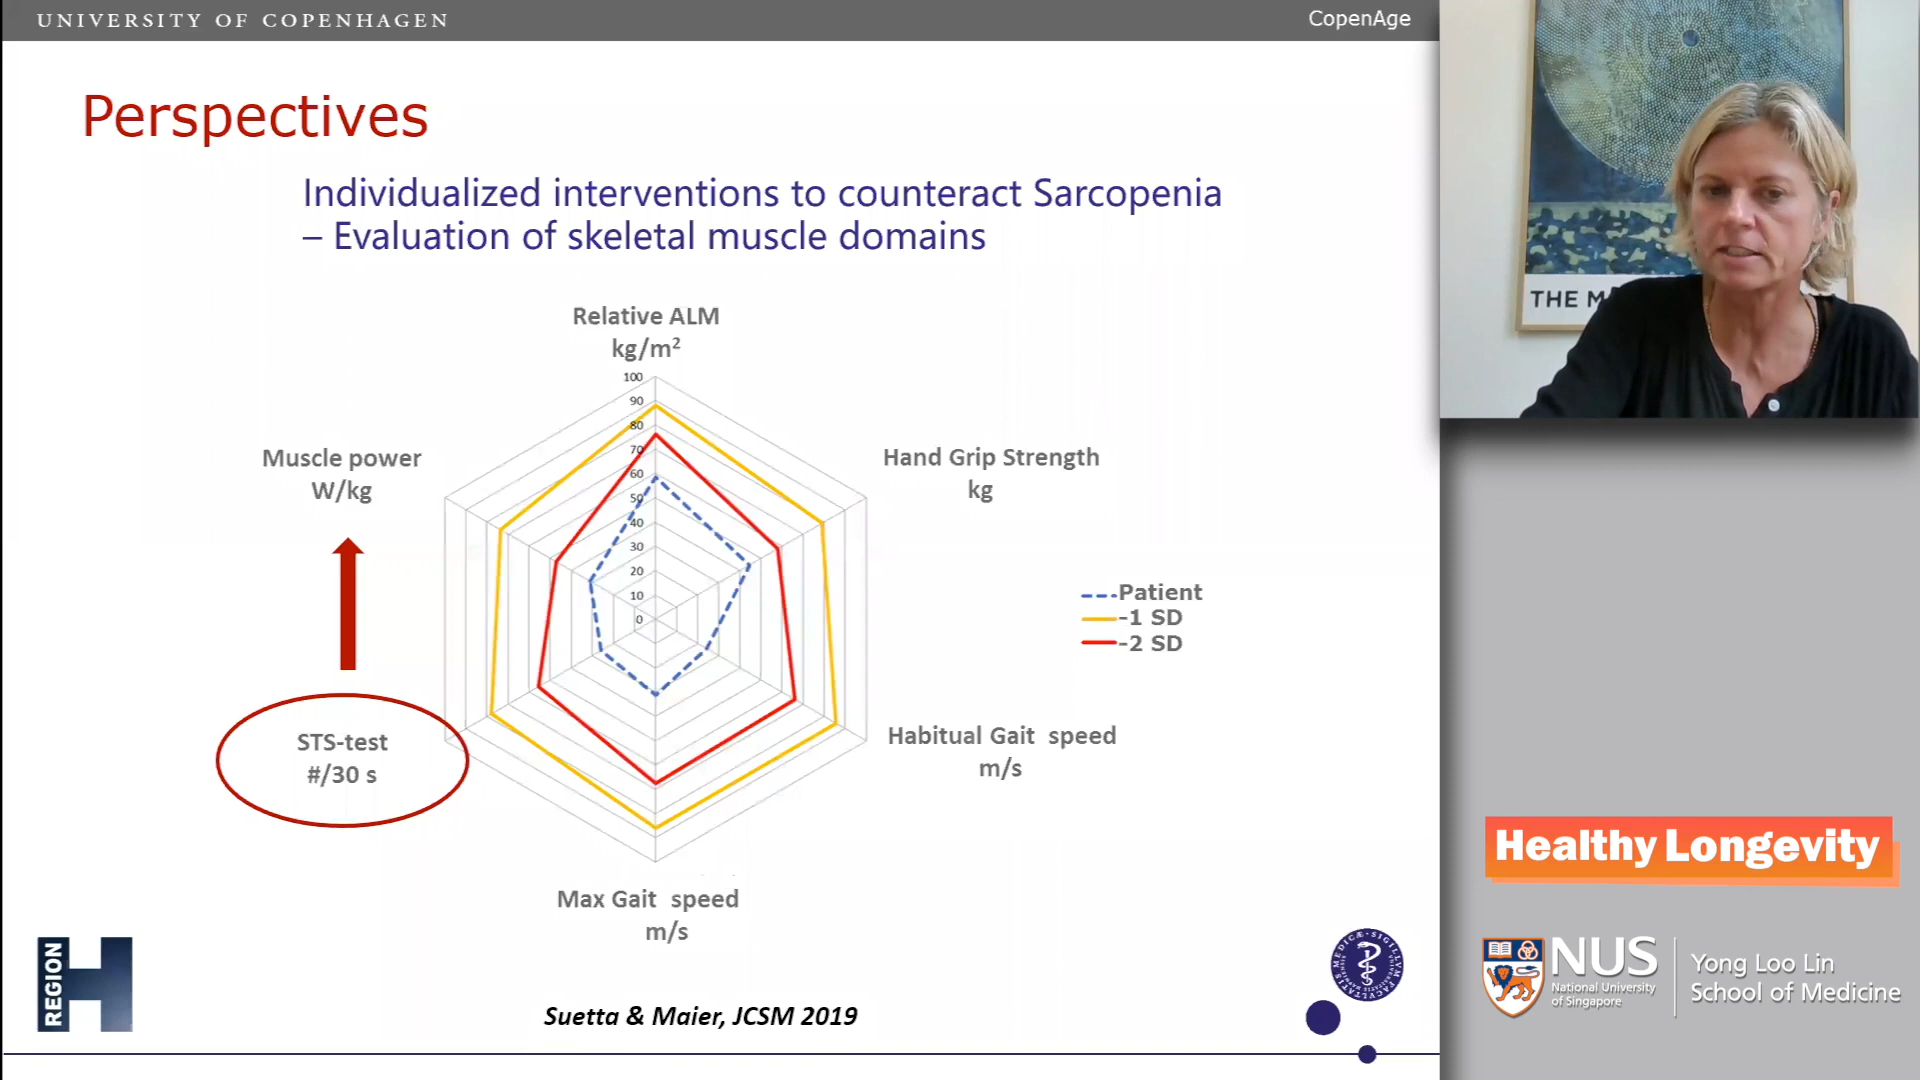 UNIVERSITY OF COPENHAGEN
CopenAge
Perspectives
Individualized interventions to counteract Sarcopenia
– Evaluation of skeletal muscle domains
Relative ALM
kg/m²
100
90
80
70
60
50
40
30
20
10
0
Muscle power
W/kg
Hand Grip Strength
kg
Patient
-1 SD
-2 SD
STS-test
#/30 s
Habitual Gait speed
m/s
Max Gait speed
m/s
REGION H
Suetta & Maier, JCSM 2019
THE M
Healthy Longevity
NUS
National University
of Singapore
Yong Loo Lin
School of Medicine